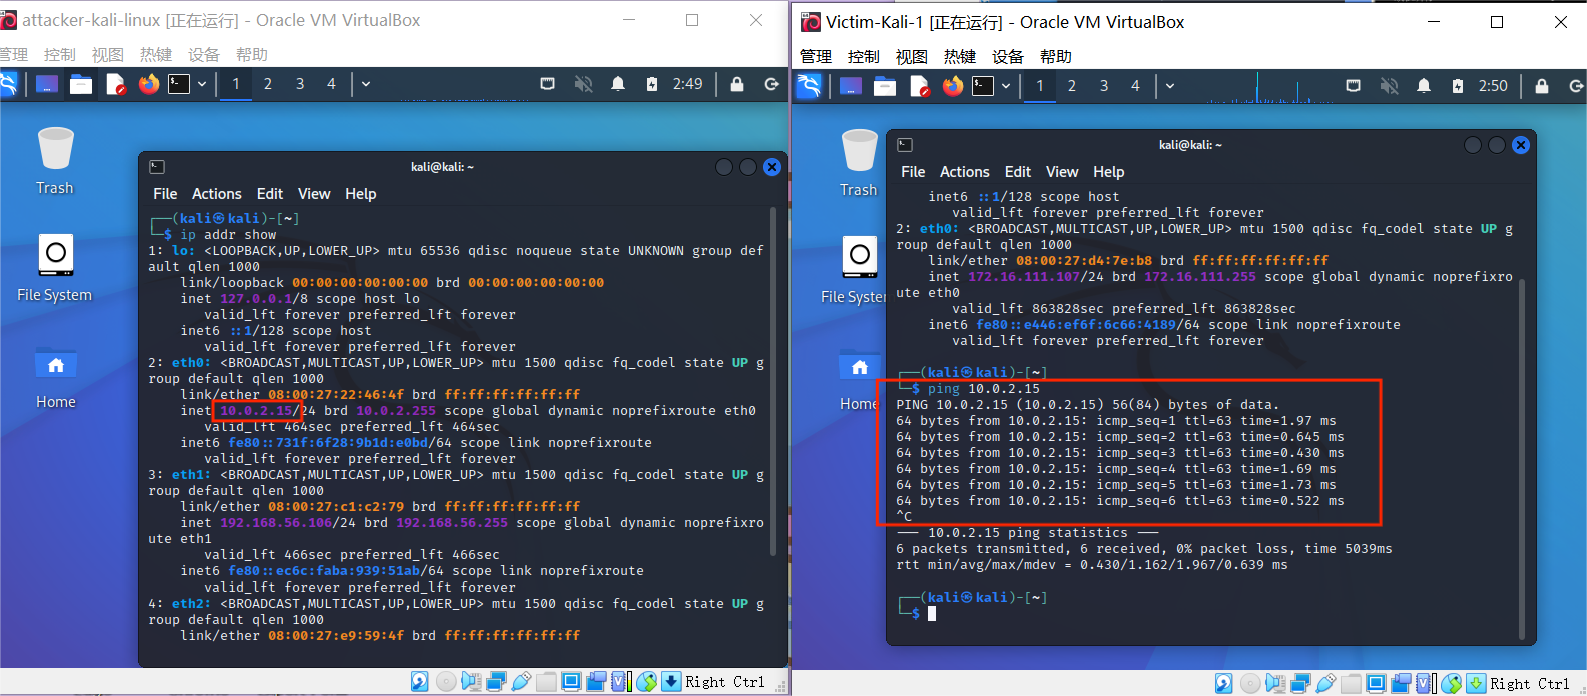 attacker-kali-linux [正在运行] - Oracle VM VirtualBox
管理 控制 视图 热键 设备 帮助
1 2 3 4 2:49
Trash
File System
Home
kali@kali: ~
File Actions Edit View Help
┌──(kali㉿kali)-[~]
└─$ ip addr show
1: lo: <LOOPBACK,UP,LOWER_UP> mtu 65536 qdisc noqueue state UNKNOWN group def
ault qlen 1000
link/loopback 00:00:00:00:00:00 brd 00:00:00:00:00:00
inet 127.0.0.1/8 scope host lo
valid_lft forever preferred_lft forever
inet6 ::1/128 scope host
valid_lft forever preferred_lft forever
2: eth0: <BROADCAST,MULTICAST,UP,LOWER_UP> mtu 1500 qdisc fq_codel state UP g
roup default qlen 1000
link/ether 08:00:27:22:46:4f brd ff:ff:ff:ff:ff:ff
inet 10.0.2.15/24 brd 10.0.2.255 scope global dynamic noprefixroute eth0
valid_lft 464sec preferred_lft 464sec
inet6 fe80::731f:6f28:9b1d:e0bd/64 scope link noprefixroute
valid_lft forever preferred_lft forever
3: eth1: <BROADCAST,MULTICAST,UP,LOWER_UP> mtu 1500 qdisc fq_codel state UP g
roup default qlen 1000
link/ether 08:00:27:c1:c2:79 brd ff:ff:ff:ff:ff:ff
inet 192.168.56.106/24 brd 192.168.56.255 scope global dynamic noprefixro
ute eth1
valid_lft 466sec preferred_lft 466sec
inet6 fe80::ec6c:faba:939:51ab/64 scope link noprefixroute
valid_lft forever preferred_lft forever
4: eth2: <BROADCAST,MULTICAST,UP,LOWER_UP> mtu 1500 qdisc fq_codel state UP g
roup default qlen 1000
link/ether 08:00:27:e9:59:4f brd ff:ff:ff:ff:ff:ff
Right Ctrl
Victim-Kali-1 [正在运行] - Oracle VM VirtualBox
管理 控制 视图 热键 设备 帮助
1 2 3 4 2:50
Trash
File Syste
Home
kali@kali: ~
File Actions Edit View Help
inet6 ::1/128 scope host
valid_lft forever preferred_lft forever
2: eth0: <BROADCAST,MULTICAST,UP,LOWER_UP> mtu 1500 qdisc fq_codel state UP g
roup default qlen 1000
link/ether 08:00:27:d4:7e:b8 brd ff:ff:ff:ff:ff:ff
inet 172.16.111.107/24 brd 172.16.111.255 scope global dynamic noprefixro
ute eth0
valid_lft 863828sec preferred_lft 863828sec
inet6 fe80::e446:ef6f:6c66:4189/64 scope link noprefixroute
valid_lft forever preferred_lft forever
┌──(kali㉿kali)-[~]
└─$ ping 10.0.2.15
PING 10.0.2.15 (10.0.2.15) 56(84) bytes of data.
64 bytes from 10.0.2.15: icmp_seq=1 ttl=63 time=1.97 ms
64 bytes from 10.0.2.15: icmp_seq=2 ttl=63 time=0.645 ms
64 bytes from 10.0.2.15: icmp_seq=3 ttl=63 time=0.430 ms
64 bytes from 10.0.2.15: icmp_seq=4 ttl=63 time=1.69 ms
64 bytes from 10.0.2.15: icmp_seq=5 ttl=63 time=1.73 ms
64 bytes from 10.0.2.15: icmp_seq=6 ttl=63 time=0.522 ms
^C
--- 10.0.2.15 ping statistics ---
6 packets transmitted, 6 received, 0% packet loss, time 5039ms
rtt min/avg/max/mdev = 0.430/1.162/1.967/0.639 ms
┌──(kali㉿kali)-[~]
└─$
Right Ctrl